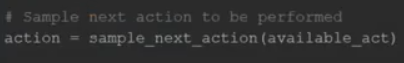 # Sample next action to be performed
action = sample_next_action(available_act)